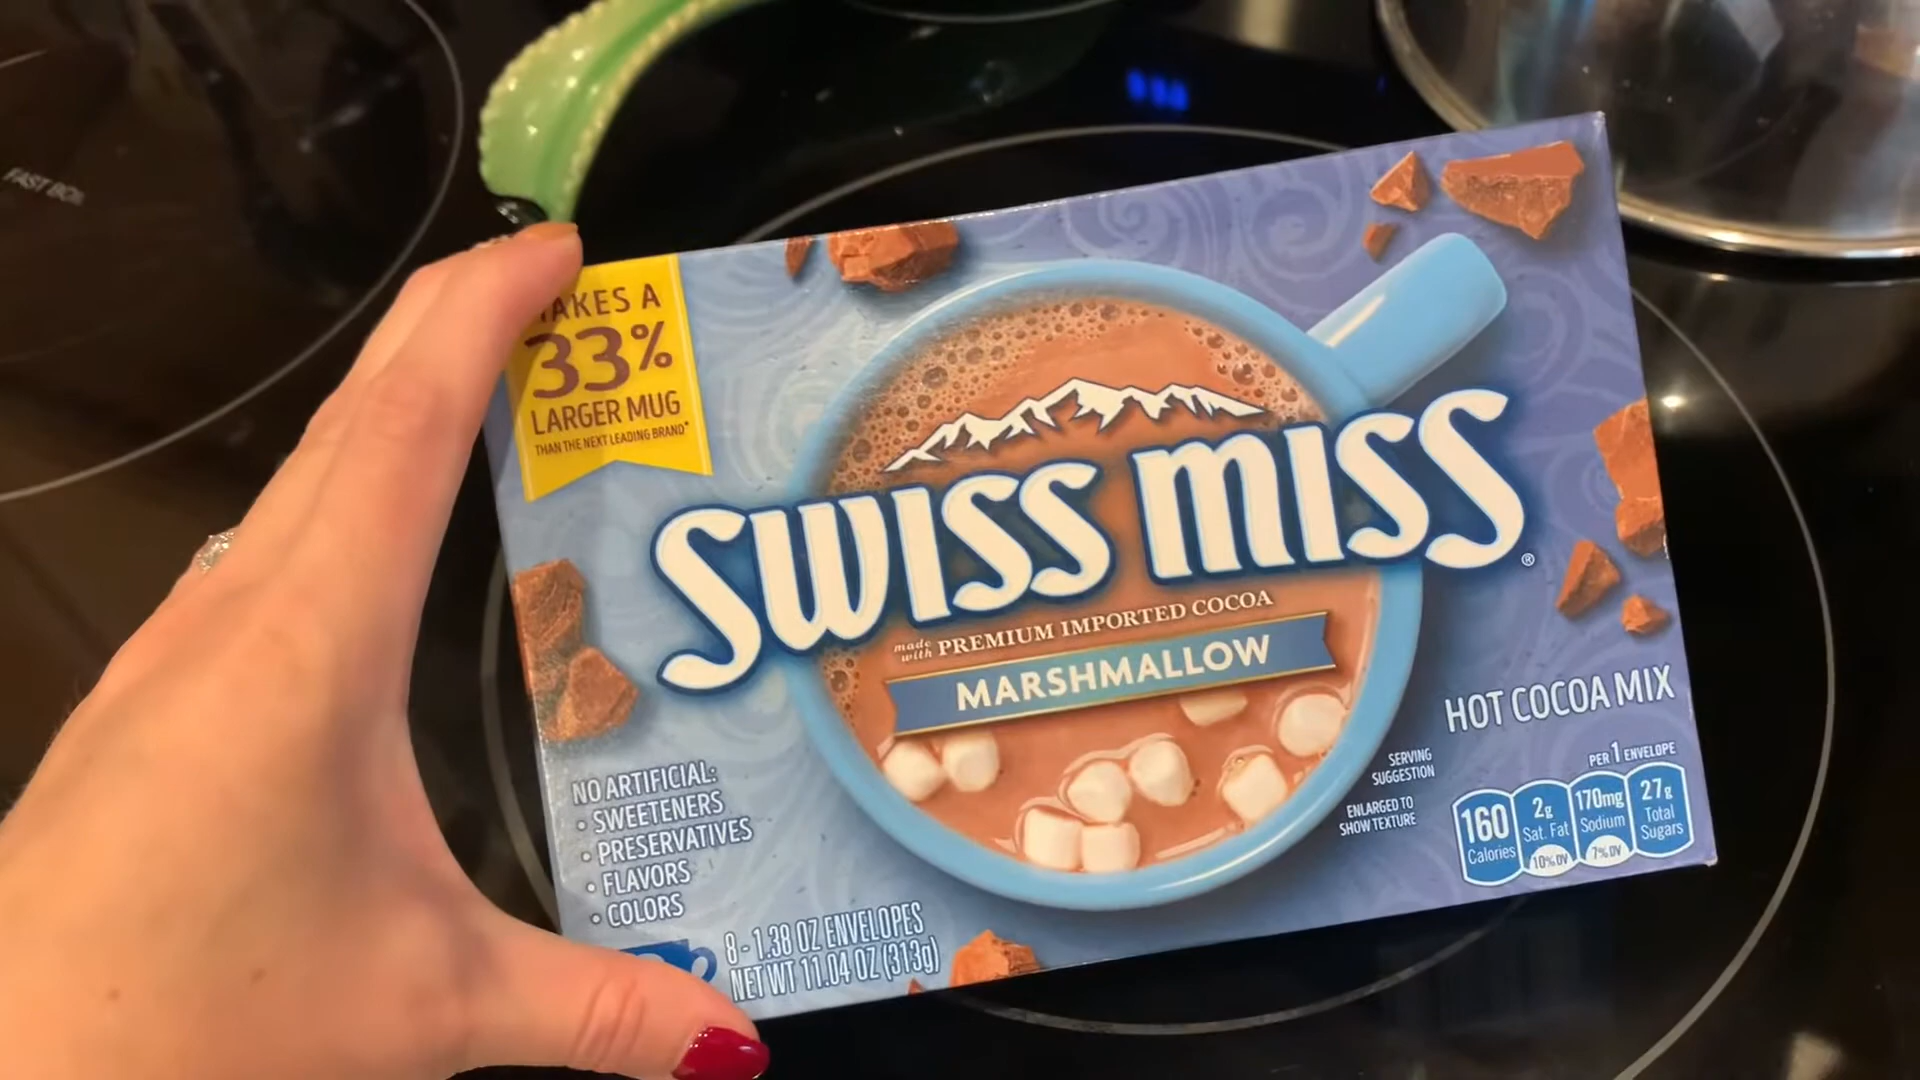 FAST BOIL
MAKES A
33%
LARGER MUG
THAN THE NEXT LEADING BRAND*
SWISS MISS®
made with PREMIUM IMPORTED COCOA
MARSHMALLOW
HOT COCOA MIX
SERVING
SUGGESTION
ENLARGED TO
SHOW TEXTURE
PER 1 ENVELOPE
160 Calories
2g Sat. Fat 10% DV
170mg Sodium 7% DV
27g Total Sugars
NO ARTIFICIAL:
• SWEETENERS
• PRESERVATIVES
• FLAVORS
• COLORS
8 - 1.38 OZ ENVELOPES
NET WT 11.04 OZ (313g)